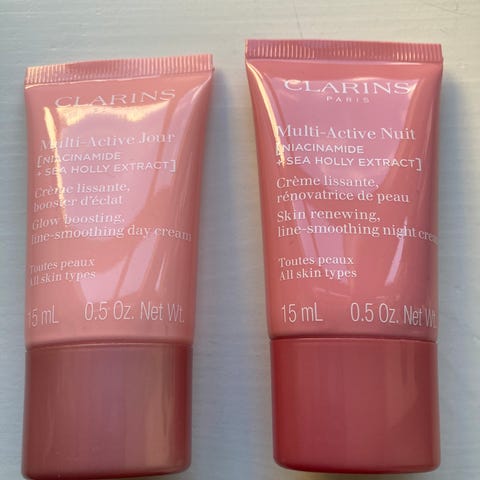 CLARINS
Multi-Active Jour
[NIACINAMIDE
+ SEA HOLLY EXTRACT]
Crème lissante,
booster d'éclat
Glow boosting,
line-smoothing day cream
Toutes peaux
All skin types
15 mL 0.5 Oz. Net Wt.
CLARINS
PARIS
Multi-Active Nuit
[NIACINAMIDE
+ SEA HOLLY EXTRACT]
Crème lissante,
rénovatrice de peau
Skin renewing,
line-smoothing night cream
Toutes peaux
All skin types
15 mL 0.5 Oz. Net Wt.